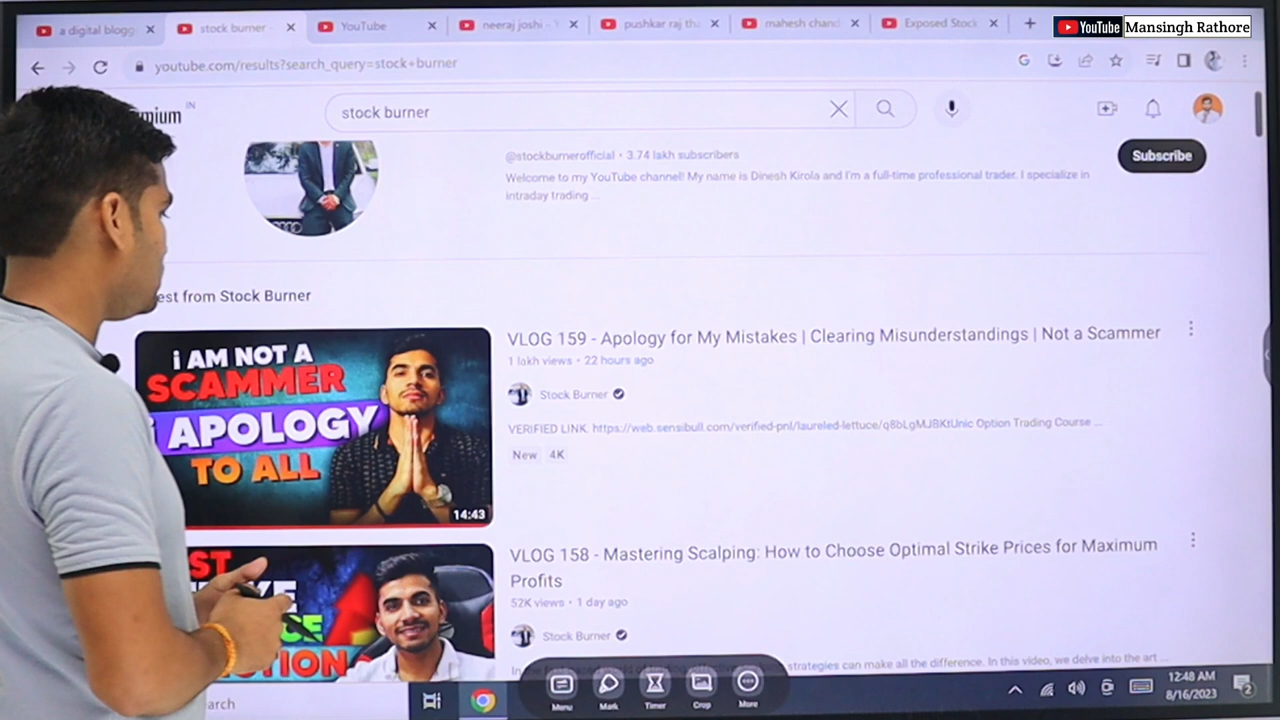 a digital blogg
stock burner -
YouTube
neeraj joshi - Y
pushkar raj tha
mahesh chand
Exposed Stock
YouTube Mansingh Rathore
youtube.com/results?search_query=stock+burner
mium IN
stock burner
@stockburnerofficial • 3.74 lakh subscribers
Subscribe
Welcome to my YouTube channel! My name is Dinesh Kirola and I'm a full-time professional trader. I specialize in
intraday trading ...
est from Stock Burner
i AM NOT A
SCAMMER
i APOLOGY
TO ALL
14:43
VLOG 159 - Apology for My Mistakes | Clearing Misunderstandings | Not a Scammer
1 lakh views • 22 hours ago
Stock Burner
VERIFIED LINK: https://web.sensibull.com/verified-pnl/laureled-lettuce/q8bLgMJBKtUnic Option Trading Course ...
New 4K
VLOG 158 - Mastering Scalping: How to Choose Optimal Strike Prices for Maximum
Profits
52K views • 1 day ago
Stock Burner
strategies can make all the difference. In this video, we delve into the art ...
arch
Menu
Mark
Timer
Crop
More
12:48 AM
8/16/2023
2